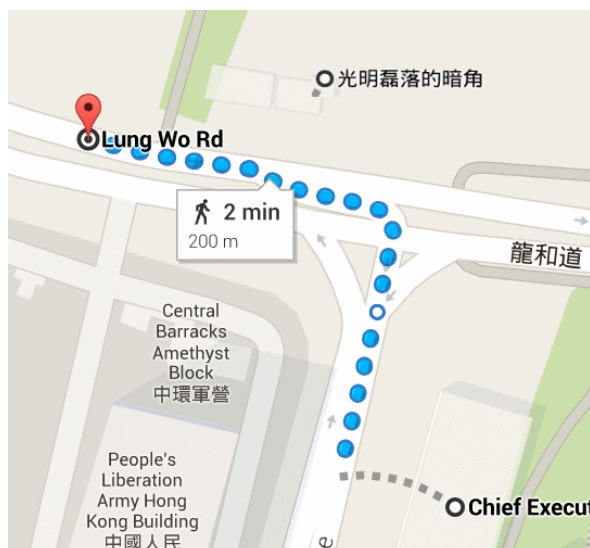 光明磊落的暗角
Lung Wo Rd
2 min
200 m
龍和道
Central
Barracks
Amethyst
Block
中環軍營
People's
Liberation
Army Hong
Kong Building
中國人民
Chief Execut